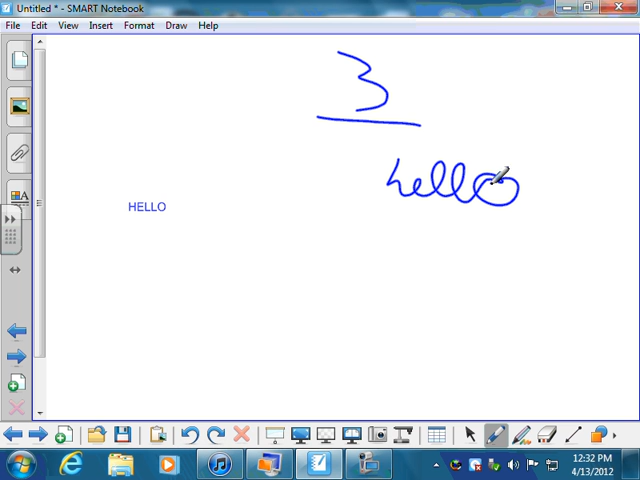 Untitled * - SMART Notebook
File Edit View Insert Format Draw Help
3
hello
HELLO
12:32 PM
4/13/2012